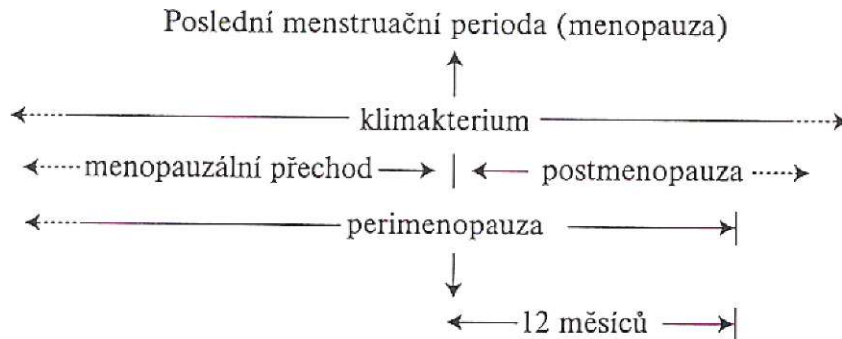 Poslední menstruační perioda (menopauza)
klimakterium
menopauzální přechod postmenopauza
perimenopauza
12 měsíců